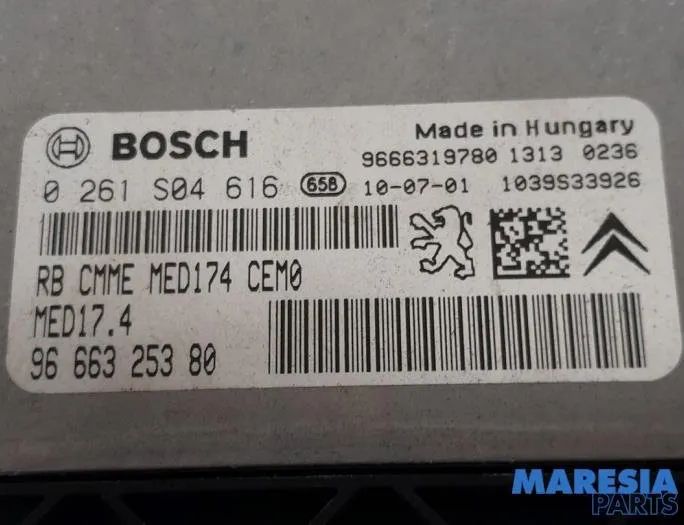 BOSCH
Made in Hungary
9666319780 1313 0236
0 261 S04 616 658 10-07-01 1039S33926
RB CMME MED174 CEM0
MED17.4
96 663 253 80
MARESIA
PARTS